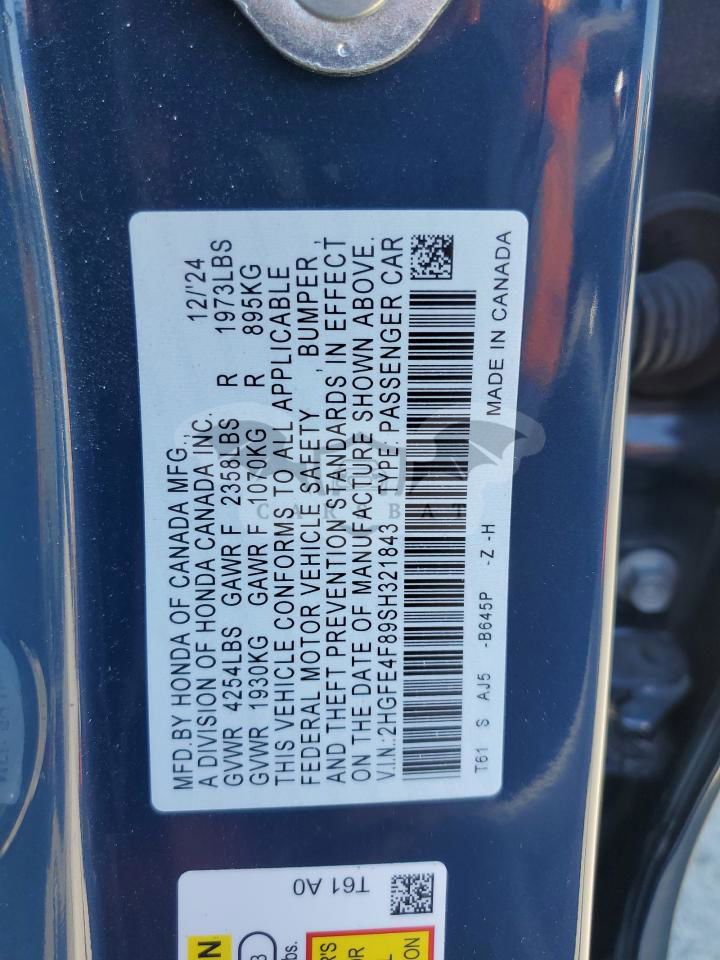 MFD.BY HONDA OF CANADA MFG., 12/'24
A DIVISION OF HONDA CANADA INC.
GVWR 4254LBS GAWR F 2358LBS R 1973LBS
GVWR 1930KG GAWR F 1070KG R 895KG
THIS VEHICLE CONFORMS TO ALL APPLICABLE
FEDERAL MOTOR VEHICLE SAFETY , BUMPER ,
AND THEFT PREVENTION STANDARDS, IN EFFECT
ON THE DATE OF MANUFACTURE SHOWN ABOVE.
V.I.N.:2HGFE4F89SH321843 TYPE: PASSENGER CAR
T61 S AJ5 -B645P -Z -H MADE IN CANADA
CARABAT
T61 A0